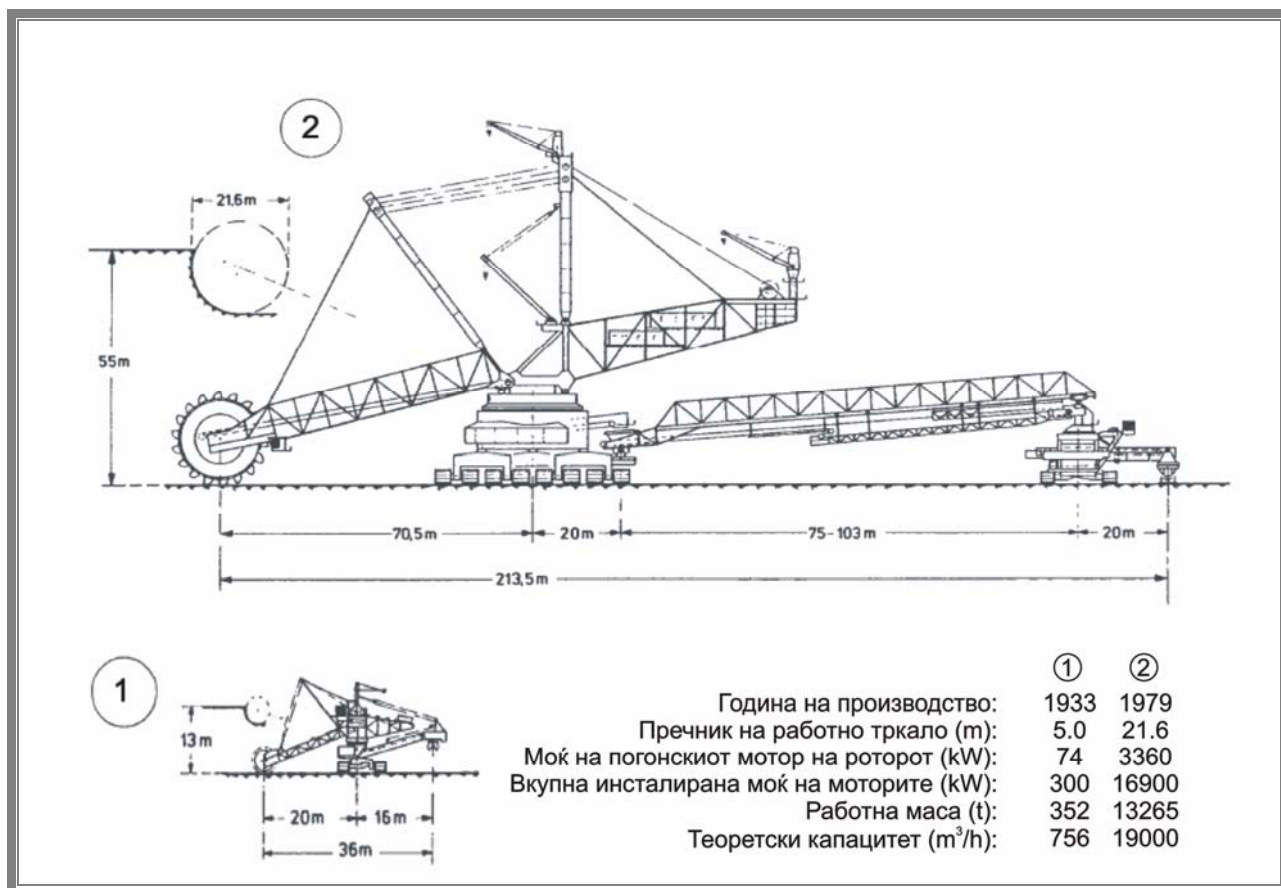 2
21,6m
55m
70,5m
20m
75-103m
20m
213,5m
1
13m
20m
16m
36m
① ②
Година на производство: 1933 1979
Пречник на работно тркало (m): 5.0 21.6
Моќ на погонскиот мотор на роторот (kW): 74 3360
Вкупна инсталирана моќ на моторите (kW): 300 16900
Работна маса (t): 352 13265
Теоретски капацитет (m³/h): 756 19000